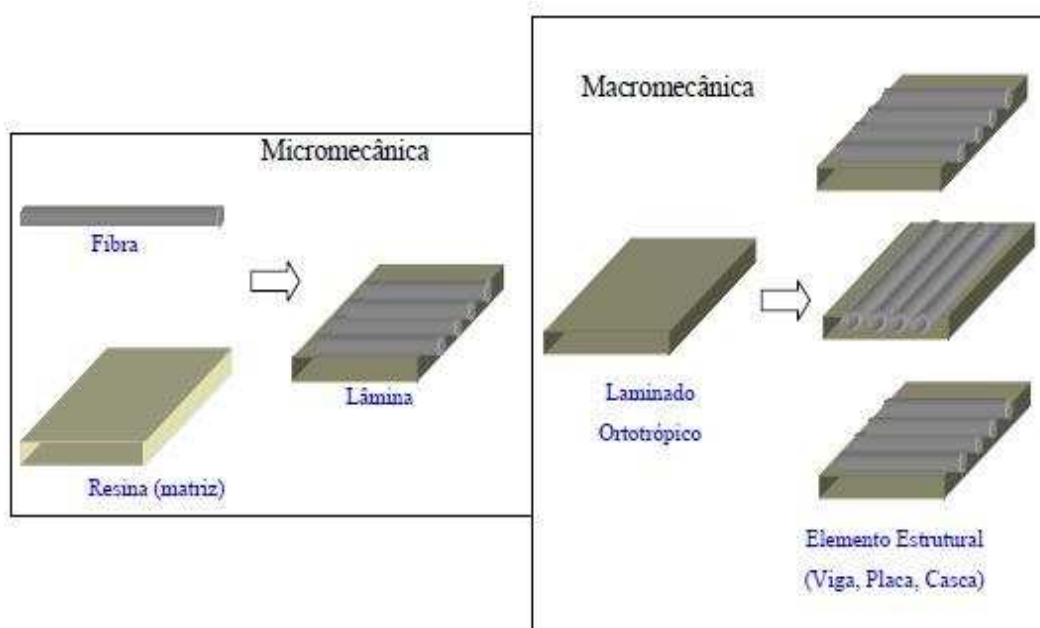 Micromecânica
Fibra
Lâmina
Resina (matriz)
Macromecânica
Laminado
Ortotrópico
Elemento Estrutural
(Viga, Placa, Casca)